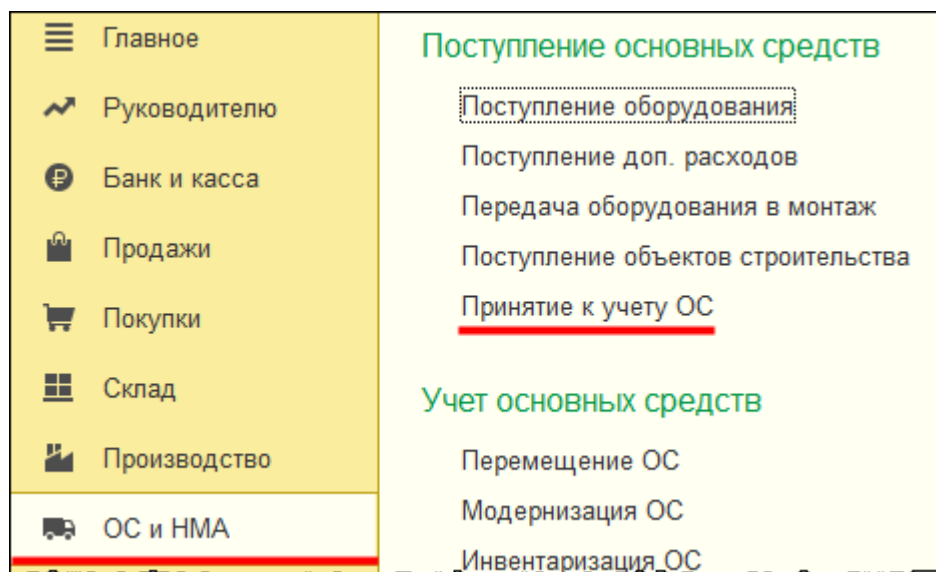 Главное
Руководителю
Банк и касса
Продажи
Покупки
Склад
Производство
ОС и НМА
Поступление основных средств
Поступление оборудования
Поступление доп. расходов
Передача оборудования в монтаж
Поступление объектов строительства
Принятие к учету ОС
Учет основных средств
Перемещение ОС
Модернизация ОС
Инвентаризация ОС